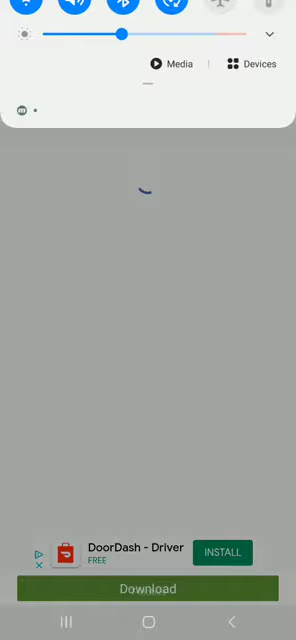 Media
Devices
DoorDash - Driver
FREE
INSTALL
Download